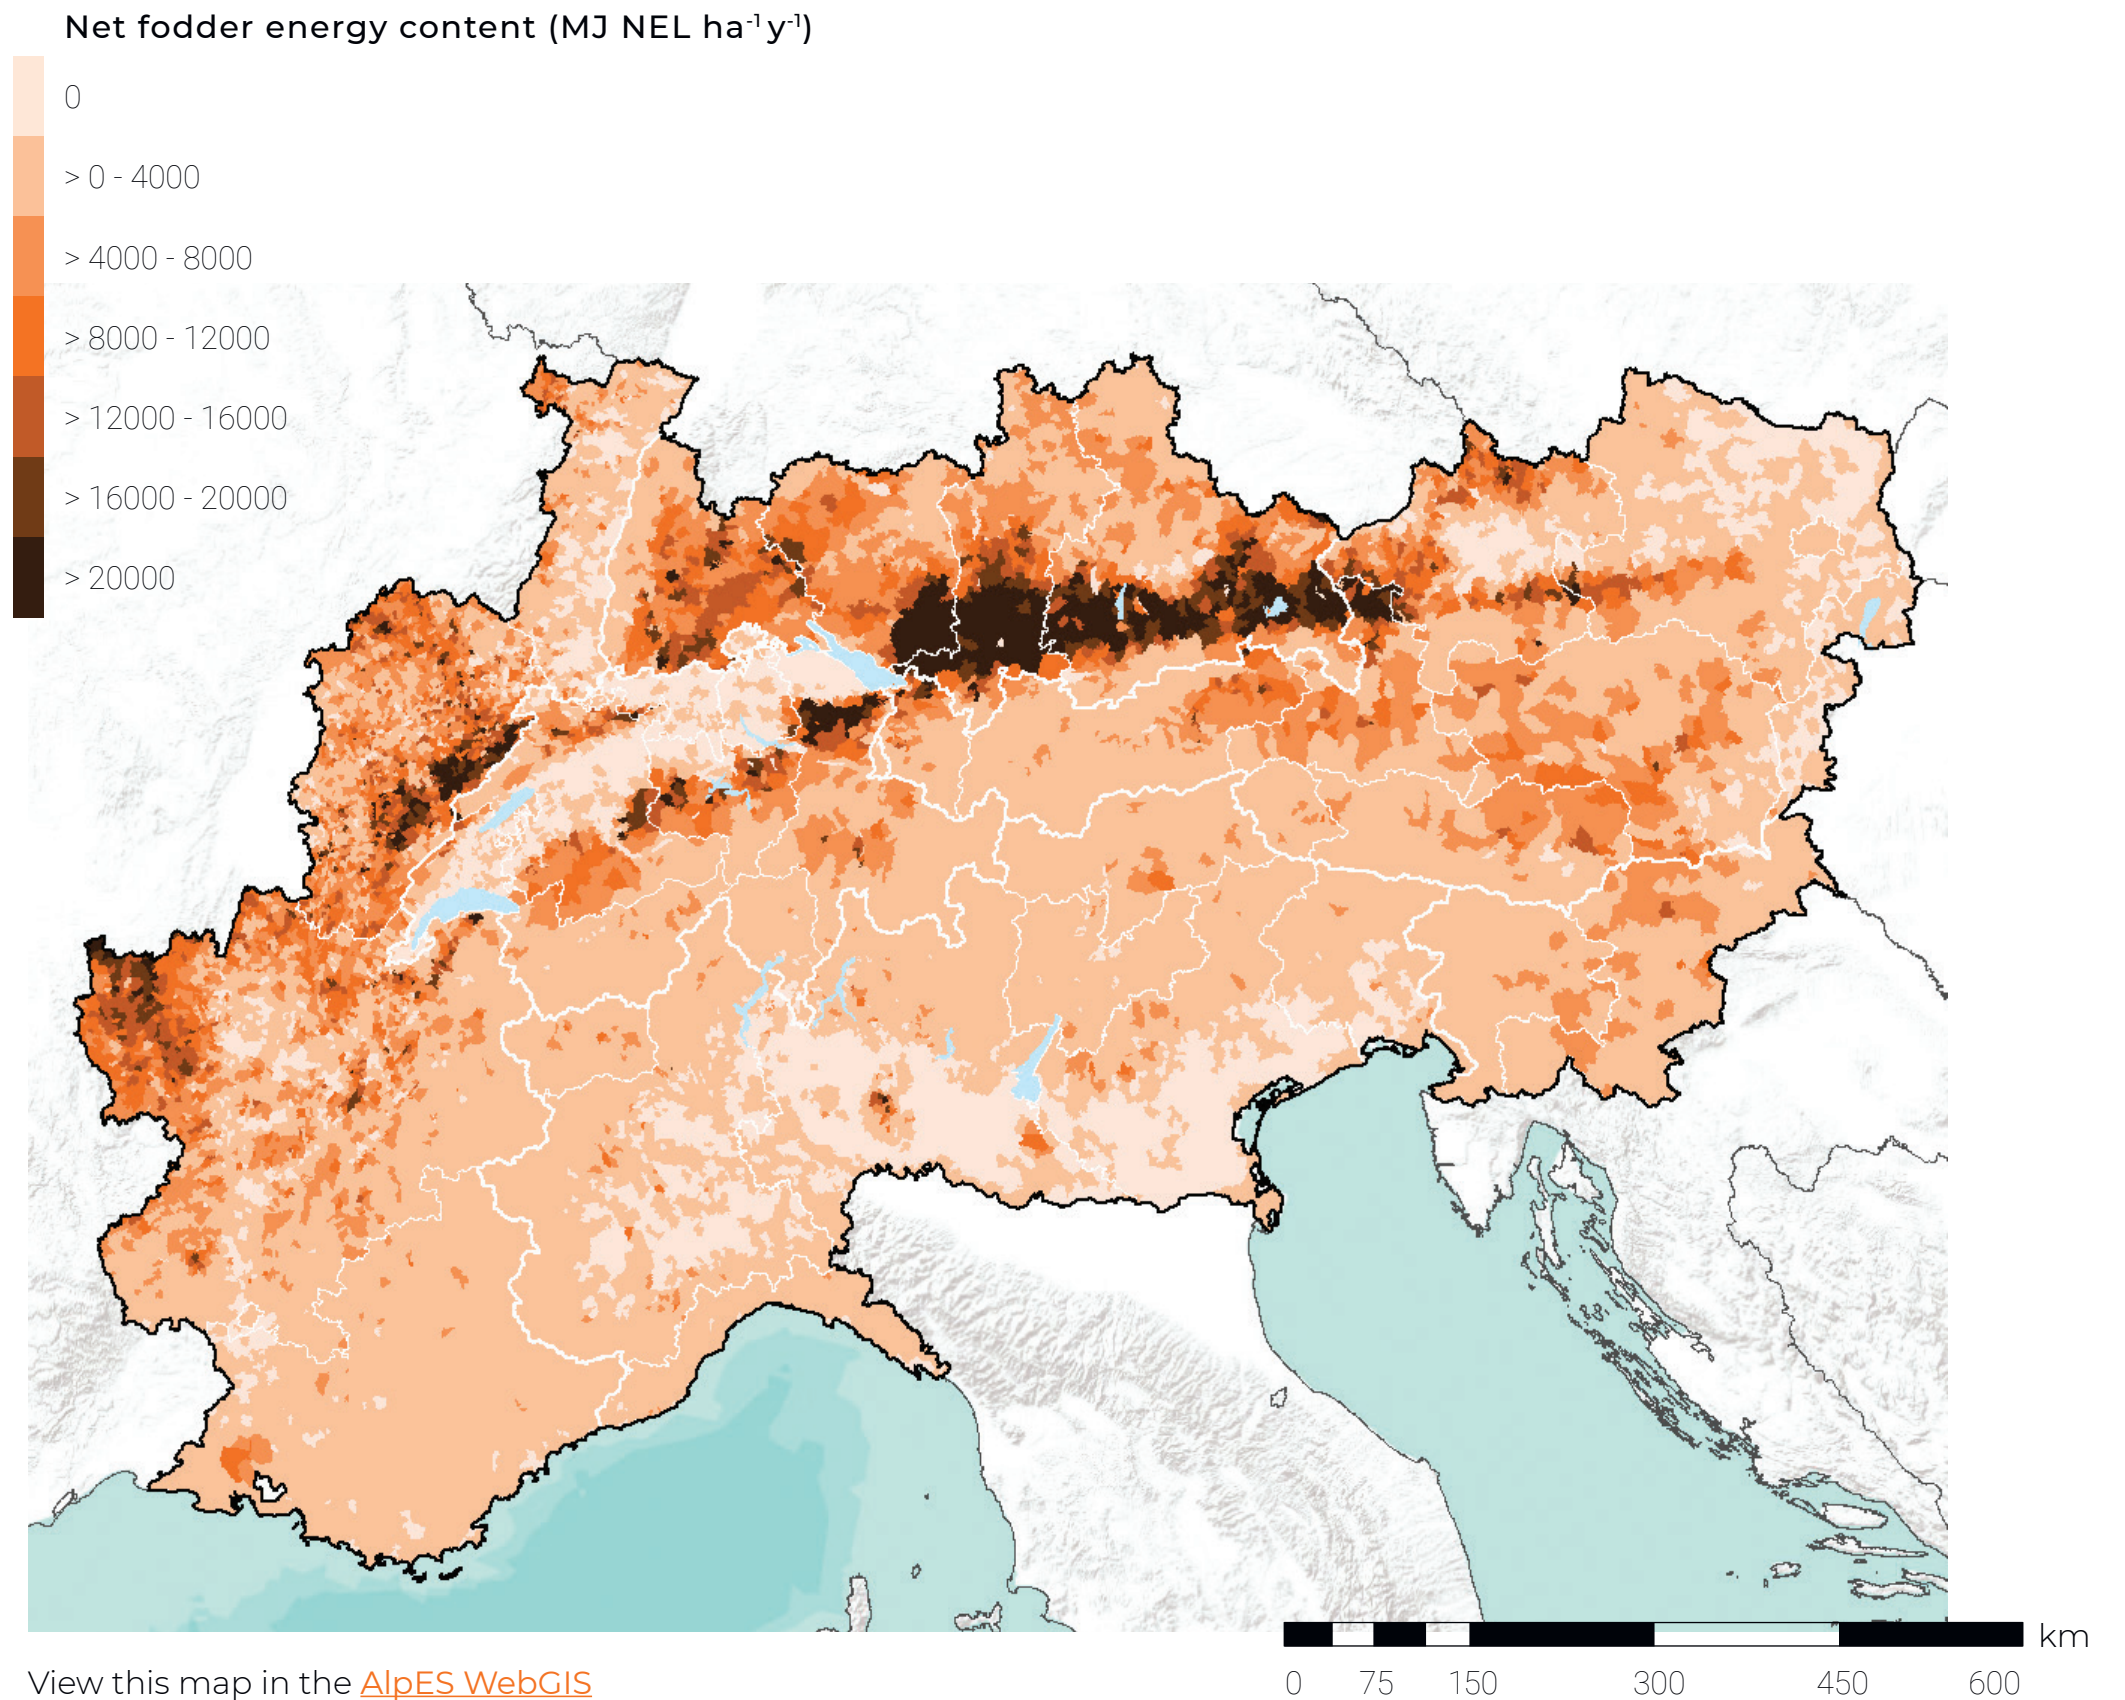 Net fodder energy content (MJ NEL ha⁻¹ y⁻¹)
0
> 0 - 4000
> 4000 - 8000
> 8000 - 12000
> 12000 - 16000
> 16000 - 20000
> 20000
km
0 75 150 300 450 600
View this map in the AlpES WebGIS